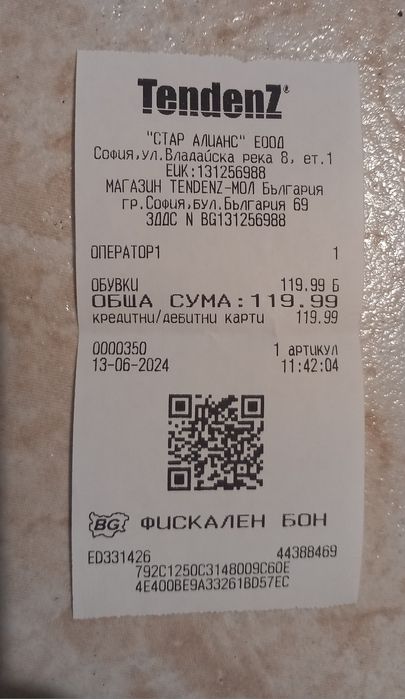 TendenZ®
"СТАР АЛИАНС" ЕООД
София,ул.Владайска река 8, ет.1
ЕИК:131256988
МАГАЗИН TENDENZ-МОЛ България
гр.София,бул.България 69
ЗДДС N BG131256988
ОПЕРАТОР1 1
ОБУВКИ 119.99 Б
ОБЩА СУМА: 119.99
кредитни/дебитни карти 119.99
0000350 1 артикул
13-06-2024 11:42:04
BG ФИСКАЛЕН БОН
ED331426 44388469
792C1250C3148009C60E
4E400BE9A33261BD57EC